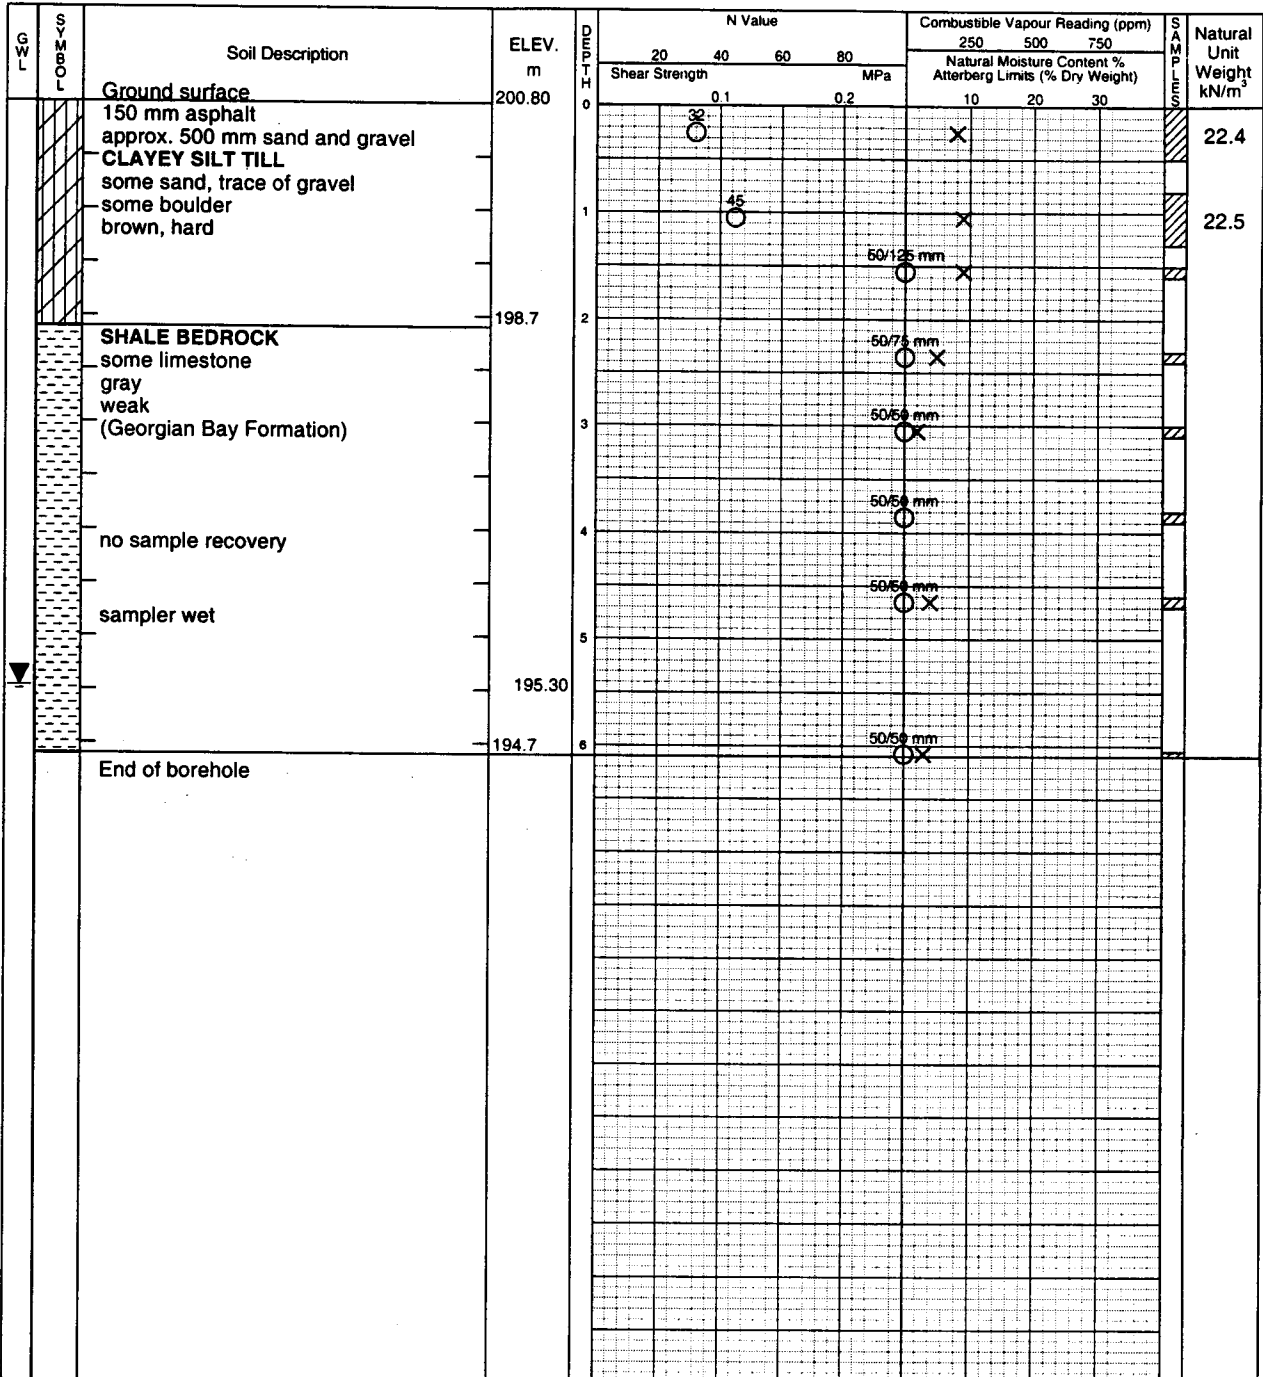 GWL
SYMBOL
Soil Description
ELEV.
m
DEPTH
N Value
20 40 60 80
Shear Strength MPa
0.1 0.2
Combustible Vapour Reading (ppm)
250 500 750
Natural Moisture Content %
Atterberg Limits (% Dry Weight)
10 20 30
SAMPLES
Natural
Unit
Weight
kN/m³
Ground surface
200.80
0
150 mm asphalt
approx. 500 mm sand and gravel
32
22.4
CLAYEY SILT TILL
some sand, trace of gravel
some boulder
brown, hard
45
1
22.5
50/125 mm
198.7
2
SHALE BEDROCK
some limestone
gray
weak
(Georgian Bay Formation)
50/75 mm
50/50 mm
3
50/50 mm
4
no sample recovery
50/50 mm
sampler wet
5
195.30
194.7
6
50/50 mm
End of borehole